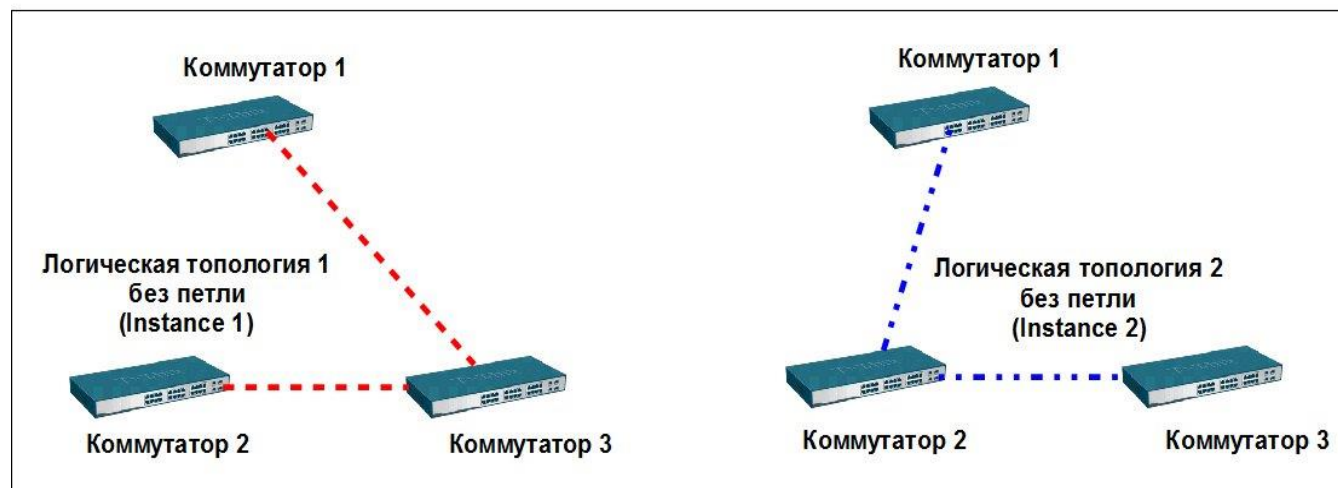 Коммутатор 1
Логическая топология 1
без петли
(Instance 1)
Коммутатор 2
Коммутатор 3
Коммутатор 1
Логическая топология 2
без петли
(Instance 2)
Коммутатор 2
Коммутатор 3